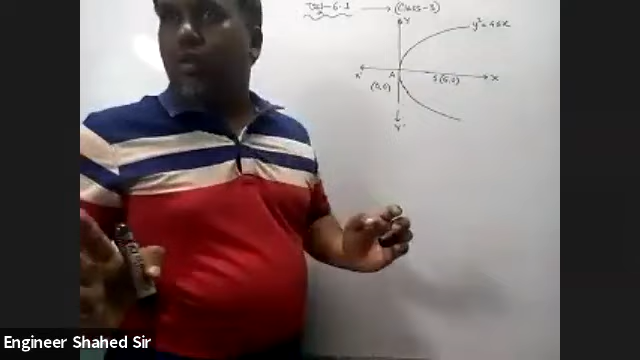 (Class-3)
Y
y²=4ax
X'
A
X
(0,0)
S(a,0)
Y'
Engineer Shahed Sir